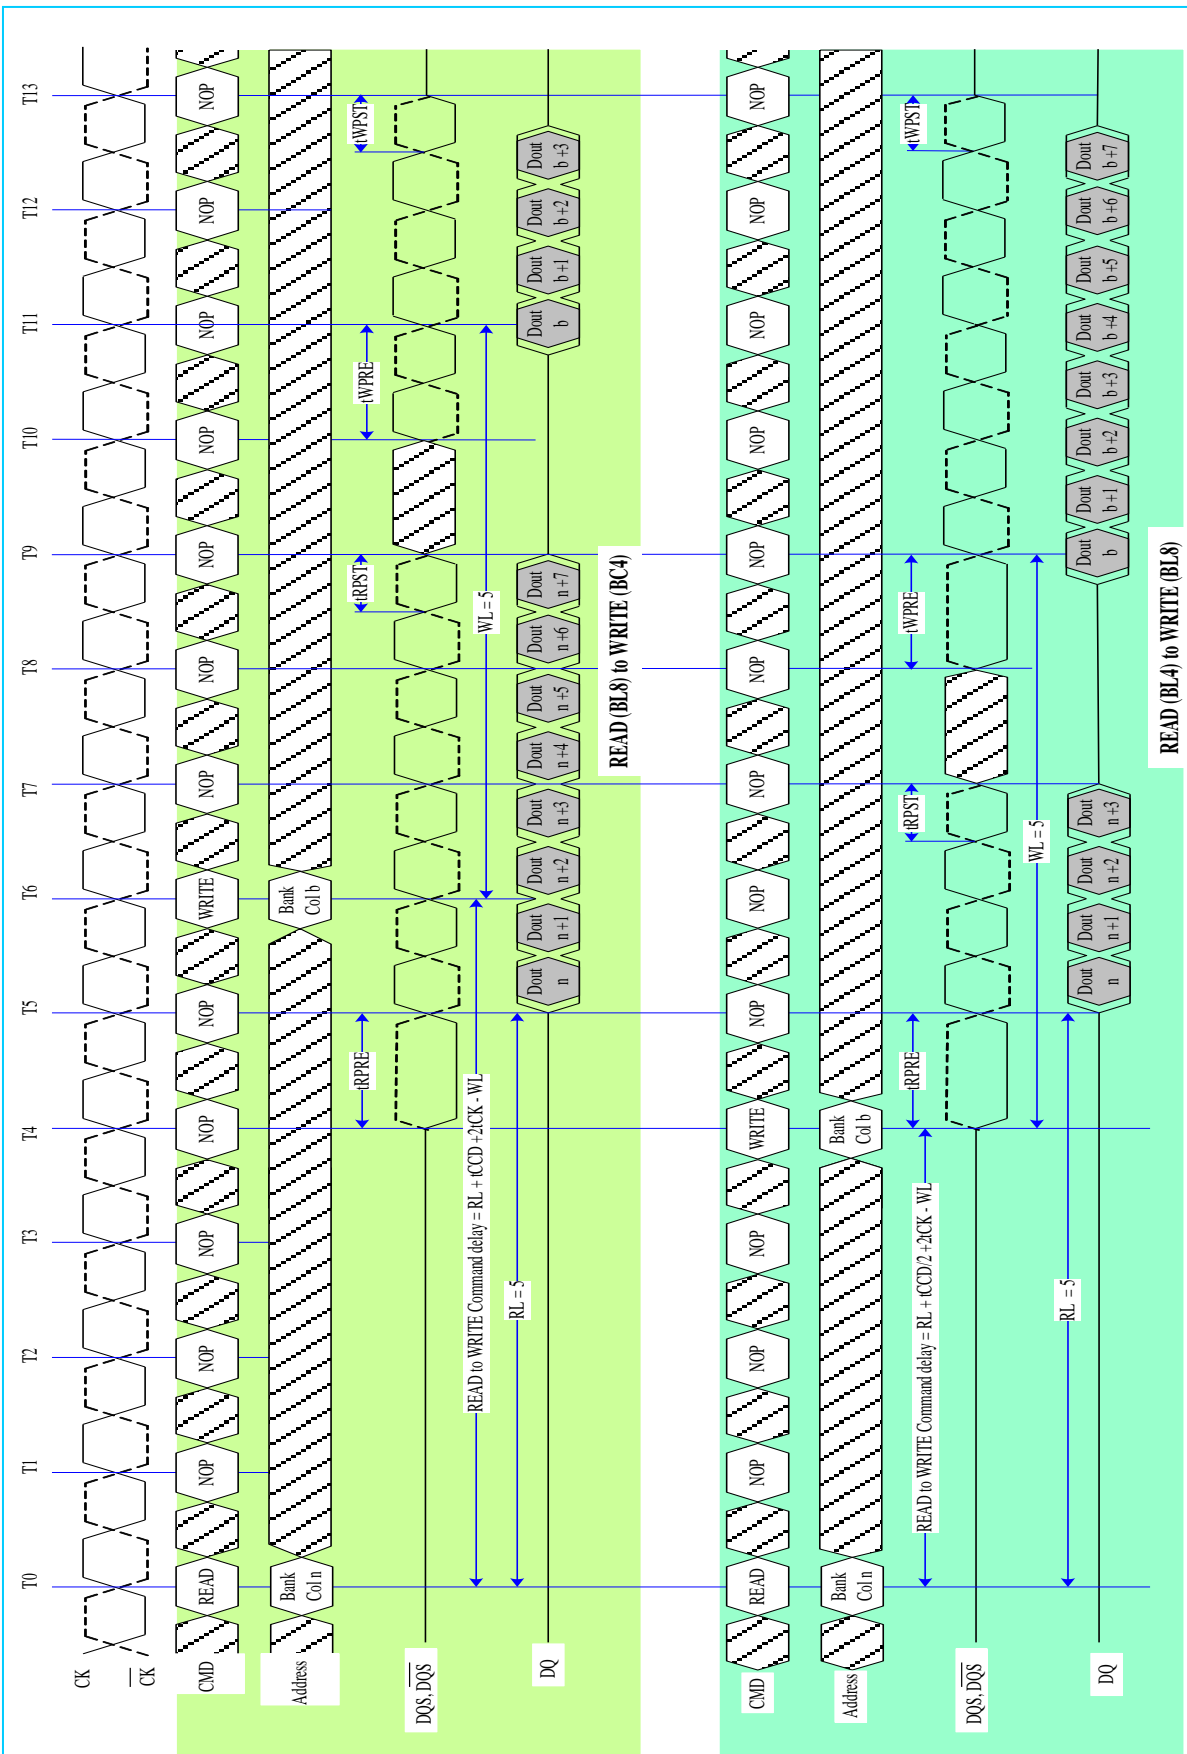 T0 T1 T2 T3 T4 T5 T6 T7 T8 T9 T10 T11 T12 T13
CK
CK
CMD READ NOP NOP NOP NOP NOP WRITE NOP NOP NOP NOP NOP NOP NOP
Address Bank Col n Bank Col b
tRPRE tRPST tWPRE tWPST
DQS, DQS
READ to WRITE Command delay = RL + tCCD +2tCK - WL
WL = 5
RL = 5
DQ Dout n Dout n+1 Dout n+2 Dout n+3 Dout n+4 Dout n+5 Dout n+6 Dout n+7 Dout b Dout b+1 Dout b+2 Dout b+3
READ (BL8) to WRITE (BC4)
CMD READ NOP NOP NOP WRITE NOP NOP NOP NOP NOP NOP NOP NOP NOP
Address Bank Col n Bank Col b
tRPRE tRPST tWPRE tWPST
READ to WRITE Command delay = RL + tCCD/2 +2tCK - WL
DQS, DQS
WL = 5
RL = 5
DQ Dout n Dout n+1 Dout n+2 Dout n+3 Dout b Dout b+1 Dout b+2 Dout b+3 Dout b+4 Dout b+5 Dout b+6 Dout b+7
READ (BL4) to WRITE (BL8)